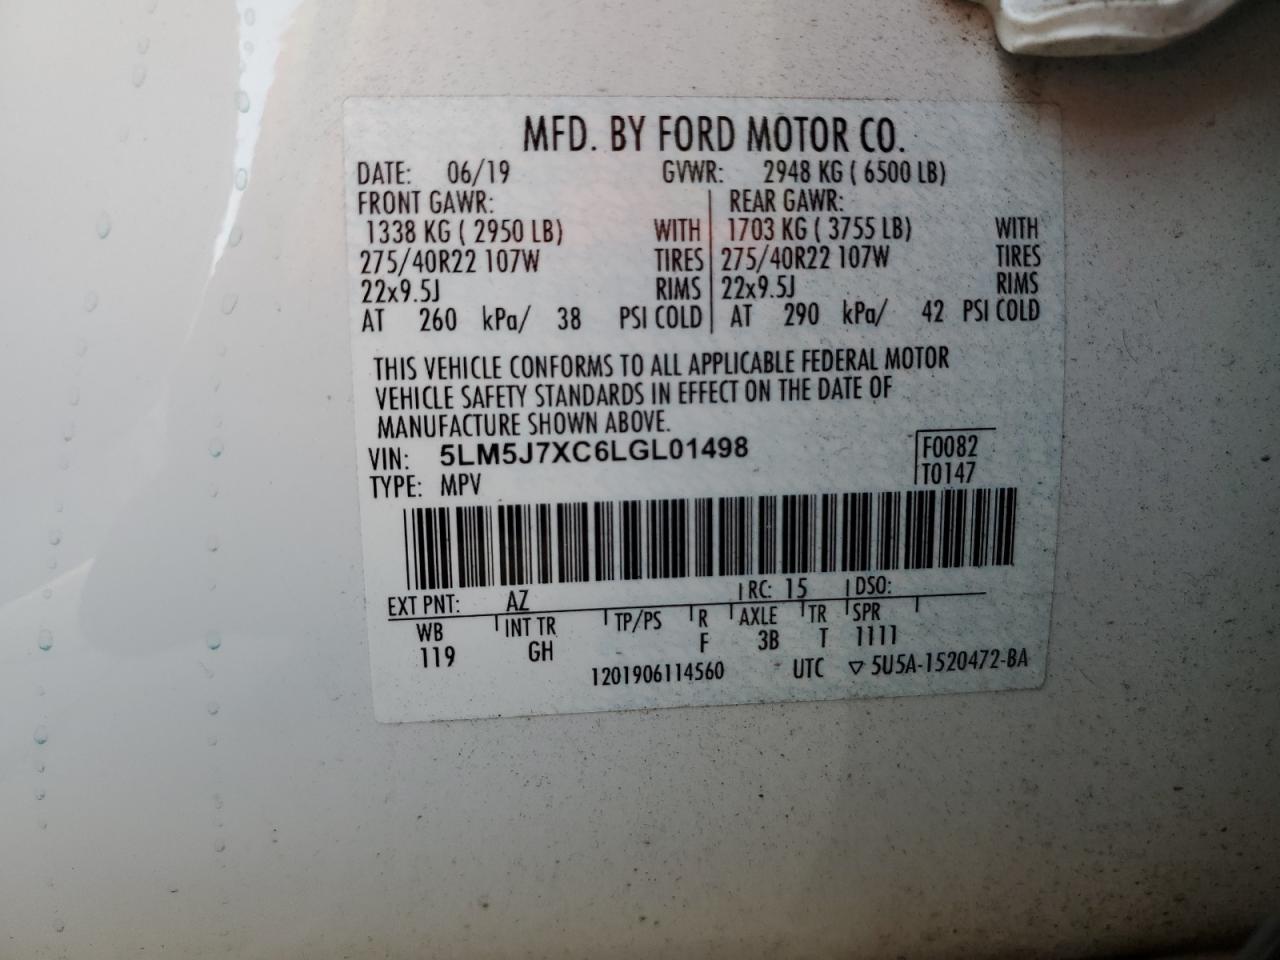 MFD. BY FORD MOTOR CO.
DATE: 06/19 GVWR: 2948 KG ( 6500 LB)
FRONT GAWR: REAR GAWR:
1338 KG ( 2950 LB) WITH 1703 KG ( 3755 LB) WITH
275/40R22 107W TIRES 275/40R22 107W TIRES
22x9.5J RIMS 22x9.5J RIMS
AT 260 kPa/ 38 PSI COLD AT 290 kPa/ 42 PSI COLD
THIS VEHICLE CONFORMS TO ALL APPLICABLE FEDERAL MOTOR
VEHICLE SAFETY STANDARDS IN EFFECT ON THE DATE OF
MANUFACTURE SHOWN ABOVE.
VIN: 5LM5J7XC6LGL01498 F0082
TYPE: MPV T0147
EXT PNT: AZ RC: 15 DSO:
WB INT TR TP/PS R AXLE TR SPR
119 GH F 3B T 1111
1201906114560 UTC ▽ 5U5A-1520472-BA